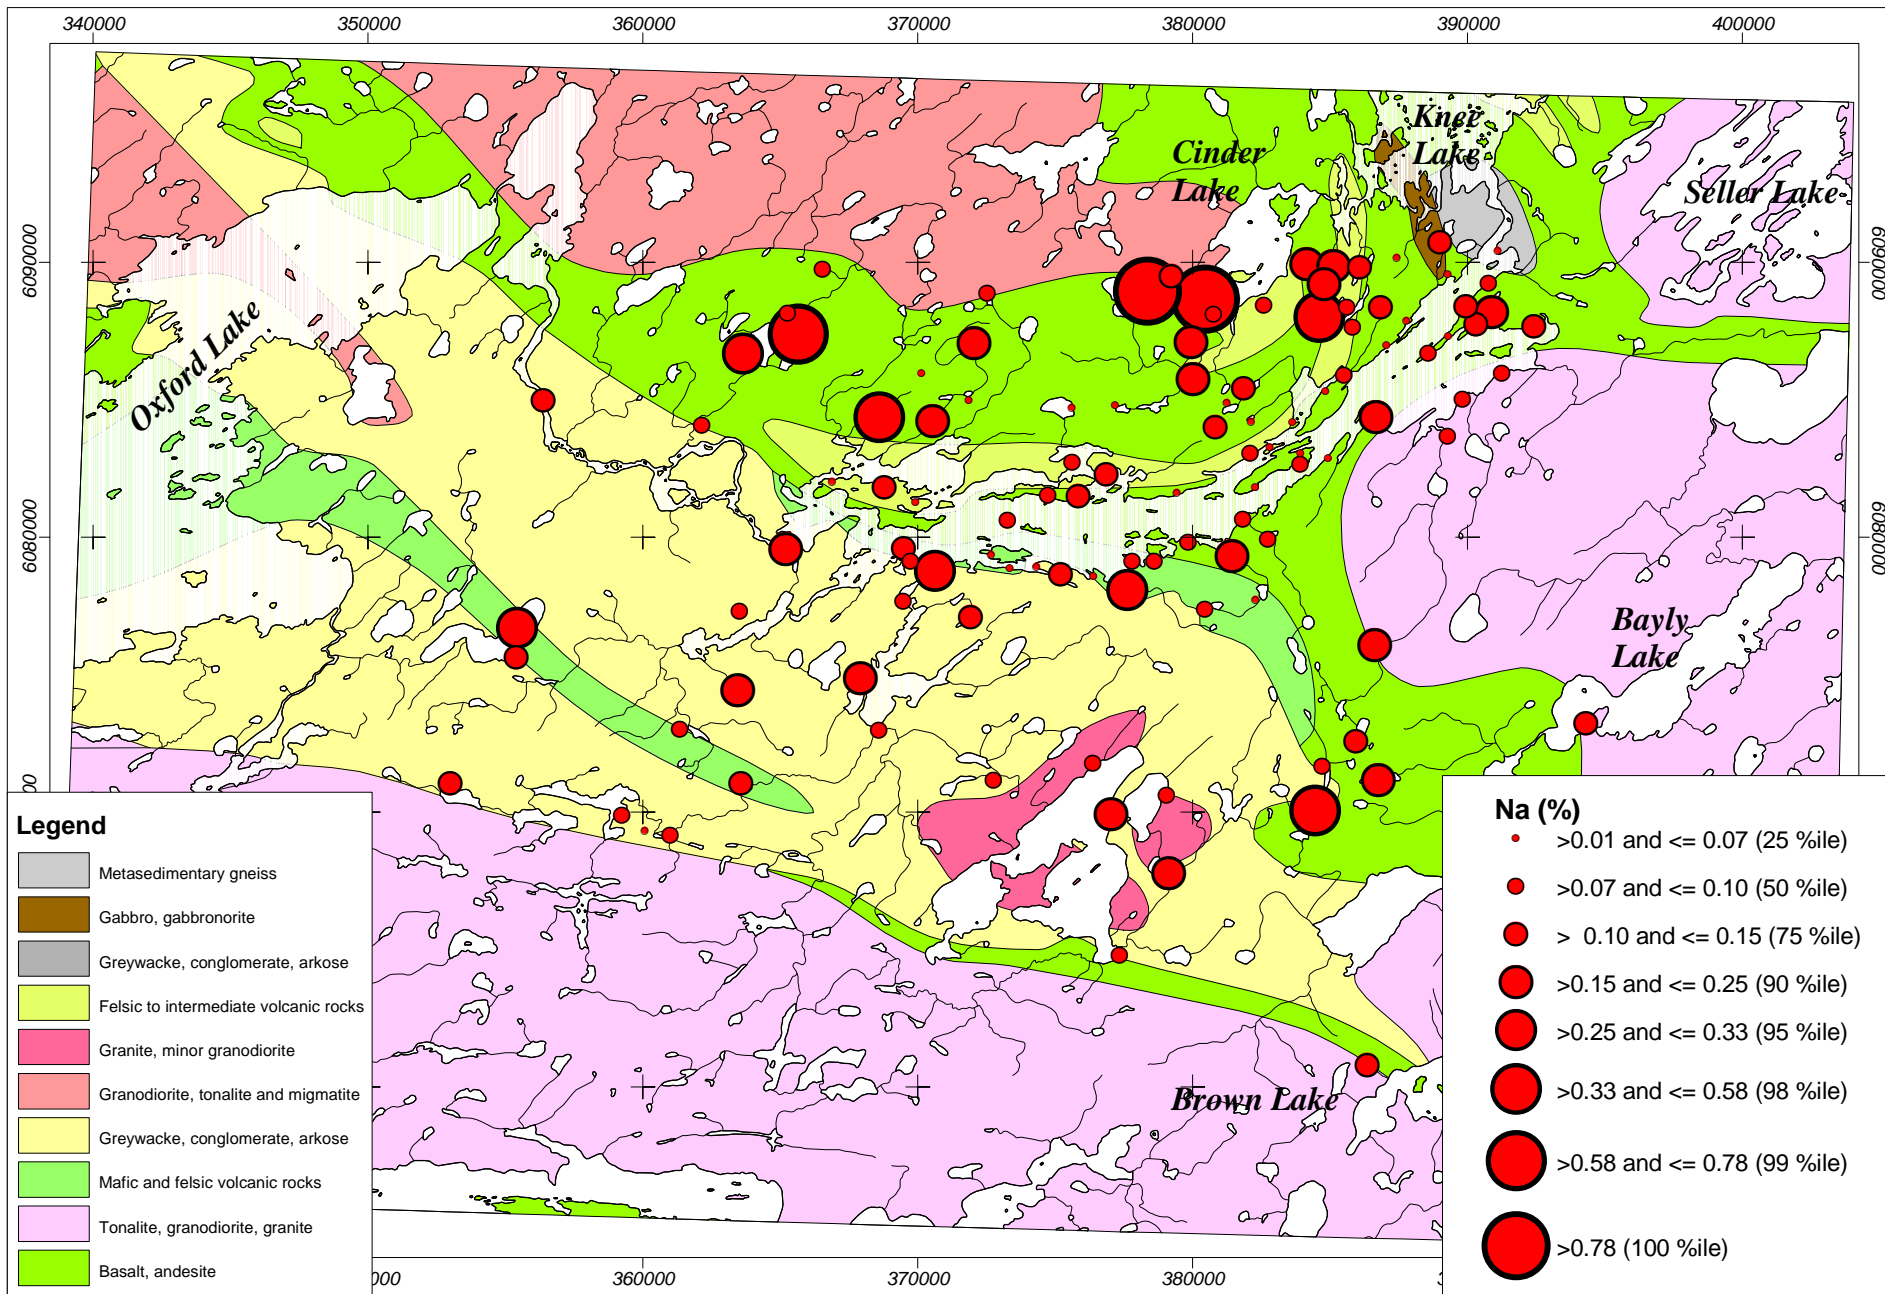 340000 350000 360000 370000 380000 390000 400000
Knee
Lake
Cinder
Lake
Seller Lake
6090000
6090000
Oxford Lake
6080000
6080000
Bayly
Lake
Brown Lake
Legend
Metasedimentary gneiss
Gabbro, gabbronorite
Greywacke, conglomerate, arkose
Felsic to intermediate volcanic rocks
Granite, minor granodiorite
Granodiorite, tonalite and migmatite
Greywacke, conglomerate, arkose
Mafic and felsic volcanic rocks
Tonalite, granodiorite, granite
Basalt, andesite
Na (%)
>0.01 and <= 0.07 (25 %ile)
>0.07 and <= 0.10 (50 %ile)
> 0.10 and <= 0.15 (75 %ile)
>0.15 and <= 0.25 (90 %ile)
>0.25 and <= 0.33 (95 %ile)
>0.33 and <= 0.58 (98 %ile)
>0.58 and <= 0.78 (99 %ile)
>0.78 (100 %ile)
360000 370000 380000